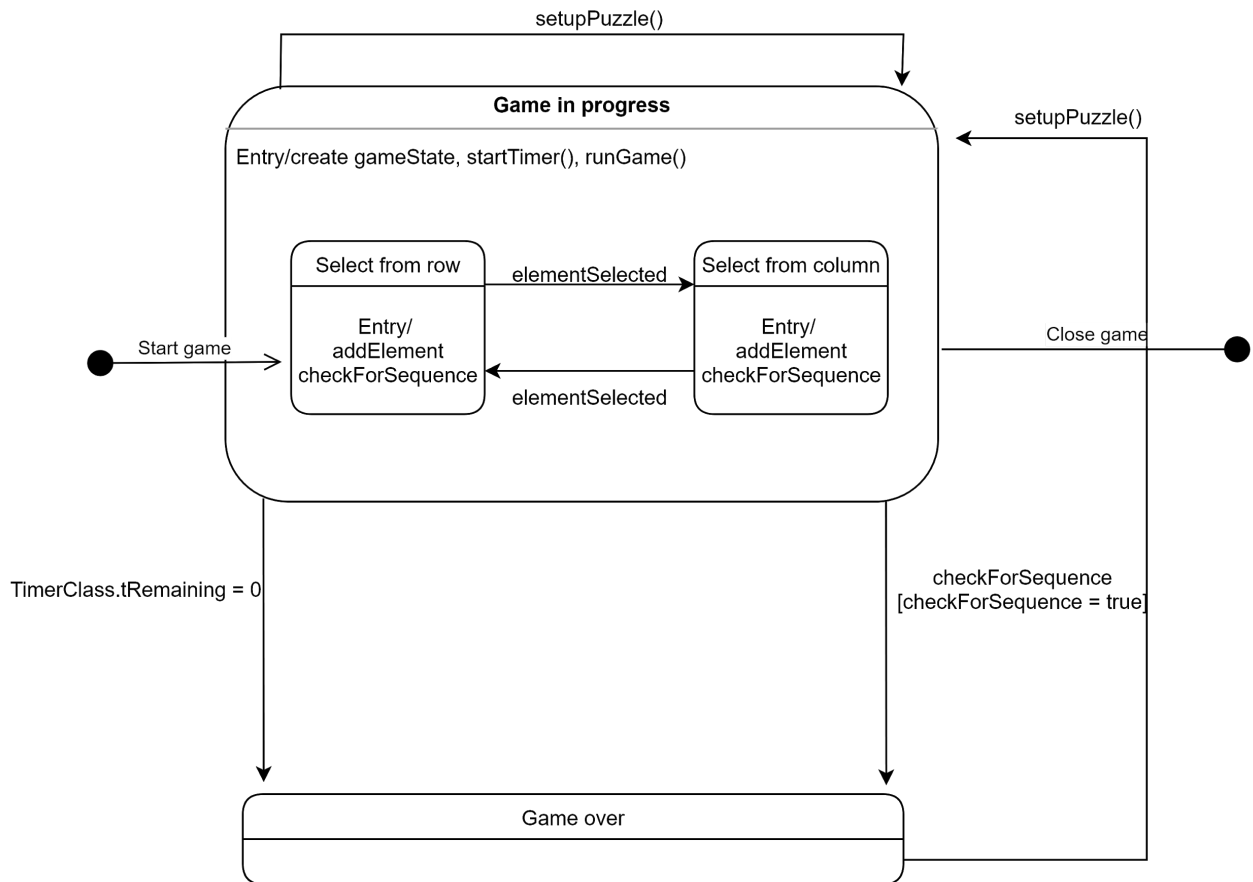 setupPuzzle()
Game in progress
setupPuzzle()
Entry/create gameState, startTimer(), runGame()
Select from row
elementSelected
Select from column
Entry/
addElement
checkForSequence
Entry/
addElement
checkForSequence
Start game
Close game
elementSelected
TimerClass.tRemaining = 0
checkForSequence
[checkForSequence = true]
Game over